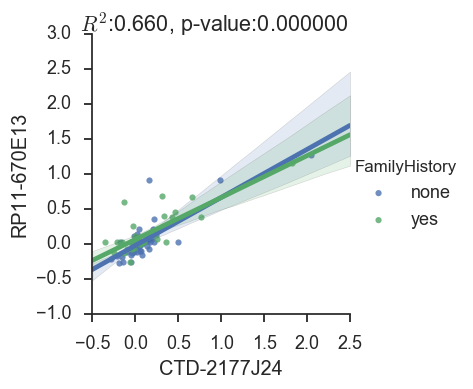 R²:0.660, p-value:0.000000
3.0
2.5
2.0
1.5
1.0
0.5
0.0
−0.5
−1.0
RP11-670E13
−0.5 0.0 0.5 1.0 1.5 2.0 2.5
CTD-2177J24
FamilyHistory
none
yes